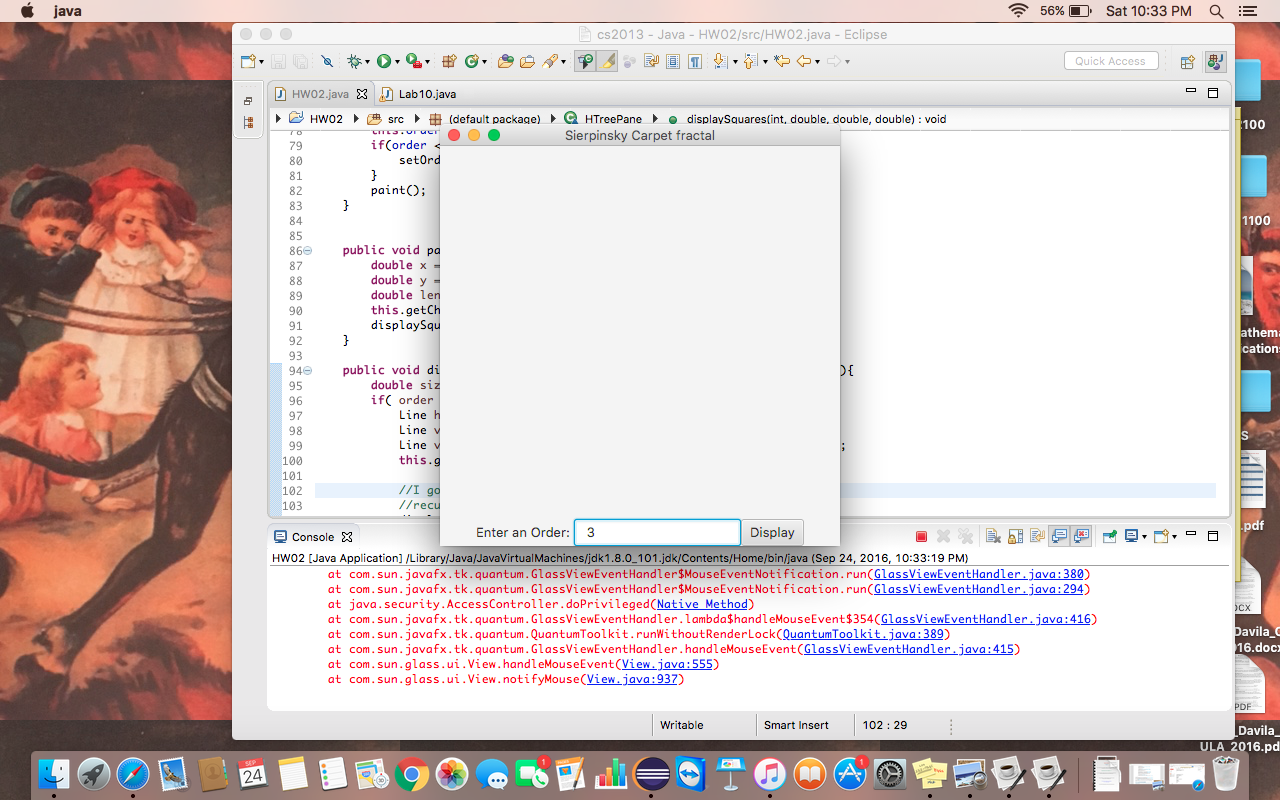 java
56%
Sat 10:33 PM
cs2013 - Java - HW02/src/HW02.java - Eclipse
Quick Access
HW02.java
Lab10.java
HW02
src
(default package)
HTreePane
displaySquares(int, double, double, double) : void
Sierpinsky Carpet fractal
79 if(order <
80 setOrd
81 }
82 paint();
83 }
84
85
86 public void pa
87 double x =
88 double y =
89 double len
90 this.getCh
91 displaySqu
92 }
93
94 public void di ){
95 double siz
96 if( order
97 Line h
98 Line v
99 Line v ;
100 this.g
101
102 //I go
103 //recu
Enter an Order: 3 Display
Console
HW02 [Java Application] /Library/Java/JavaVirtualMachines/jdk1.8.0_101.jdk/Contents/Home/bin/java (Sep 24, 2016, 10:33:19 PM)
at com.sun.javafx.tk.quantum.GlassViewEventHandler$MouseEventNotification.run(GlassViewEventHandler.java:380)
at com.sun.javafx.tk.quantum.GlassViewEventHandler$MouseEventNotification.run(GlassViewEventHandler.java:294)
at java.security.AccessController.doPrivileged(Native Method)
at com.sun.javafx.tk.quantum.GlassViewEventHandler.lambda$handleMouseEvent$354(GlassViewEventHandler.java:416)
at com.sun.javafx.tk.quantum.QuantumToolkit.runWithoutRenderLock(QuantumToolkit.java:389)
at com.sun.javafx.tk.quantum.GlassViewEventHandler.handleMouseEvent(GlassViewEventHandler.java:415)
at com.sun.glass.ui.View.handleMouseEvent(View.java:555)
at com.sun.glass.ui.View.notifyMouse(View.java:937)
Writable
Smart Insert
102 : 29
:100
1100
athema
cations
S
.pdf
OCX
Davila_C
016.docx
PDF
_Davila_
ULA_2016.pdf
SEP
24
1
1